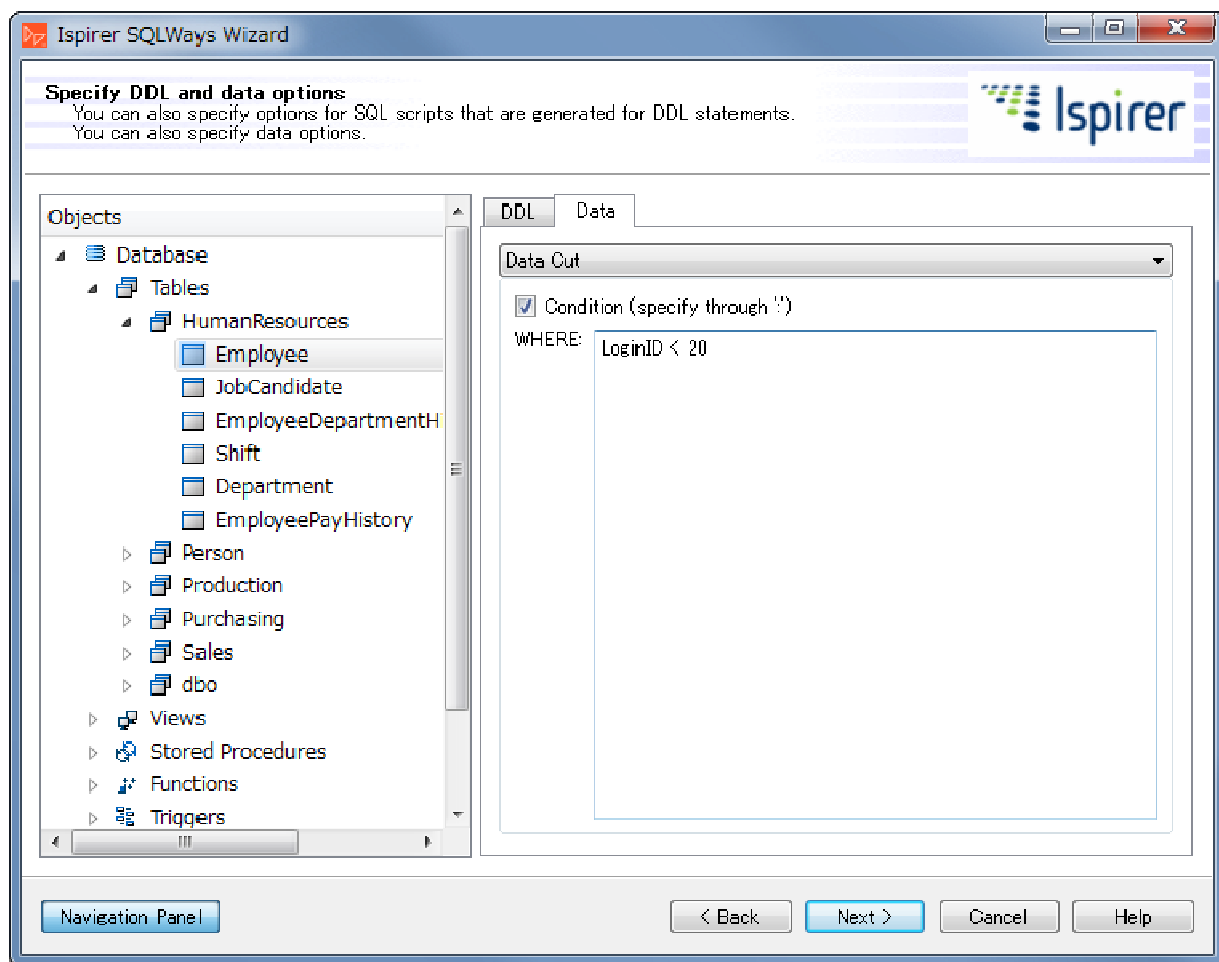 Ispirer SQLWays Wizard
Specify DDL and data options
You can also specify options for SQL scripts that are generated for DDL statements.
You can also specify data options.
Ispirer
Objects
Database
Tables
HumanResources
Employee
JobCandidate
EmployeeDepartmentH
Shift
Department
EmployeePayHistory
Person
Production
Purchasing
Sales
dbo
Views
Stored Procedures
Functions
Triggers
DDL
Data
Data Cut
Condition (specify through ';')
WHERE:
LoginID < 20
Navigation Panel
< Back
Next >
Cancel
Help